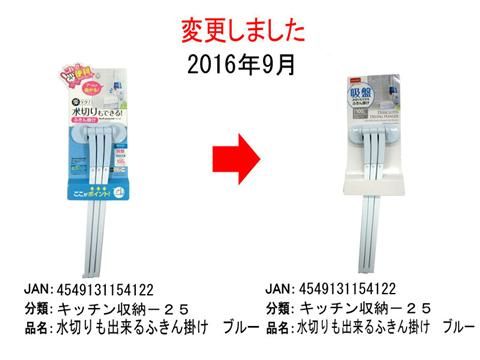 変更しました
2016年9月
水切りもできる!
ふきん掛け
ここがポイント!
吸盤
DISHCLOTH
DRYING HANGER
JAN: 4549131154122
分類: キッチン収納－２５
品名: 水切りも出来るふきん掛け　ブルー
JAN: 4549131154122
分類: キッチン収納－２５
品名: 水切りも出来るふきん掛け　ブルー